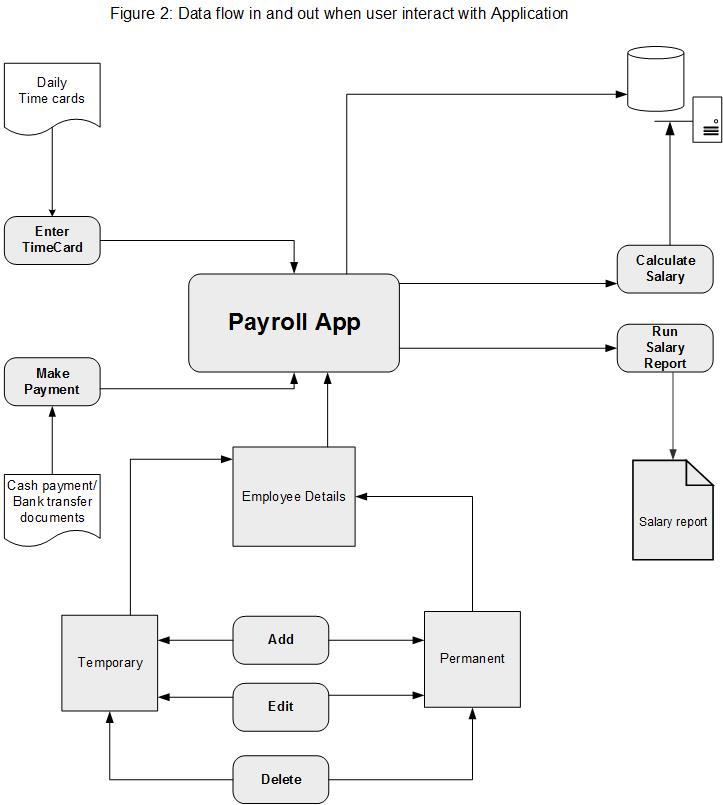 Figure 2: Data flow in and out when user interact with Application
Daily
Time cards
Enter
TimeCard
Calculate
Salary
Payroll App
Run
Salary
Report
Make
Payment
Cash payment/
Bank transfer
documents
Employee Details
Salary report
Temporary
Add
Permanent
Edit
Delete